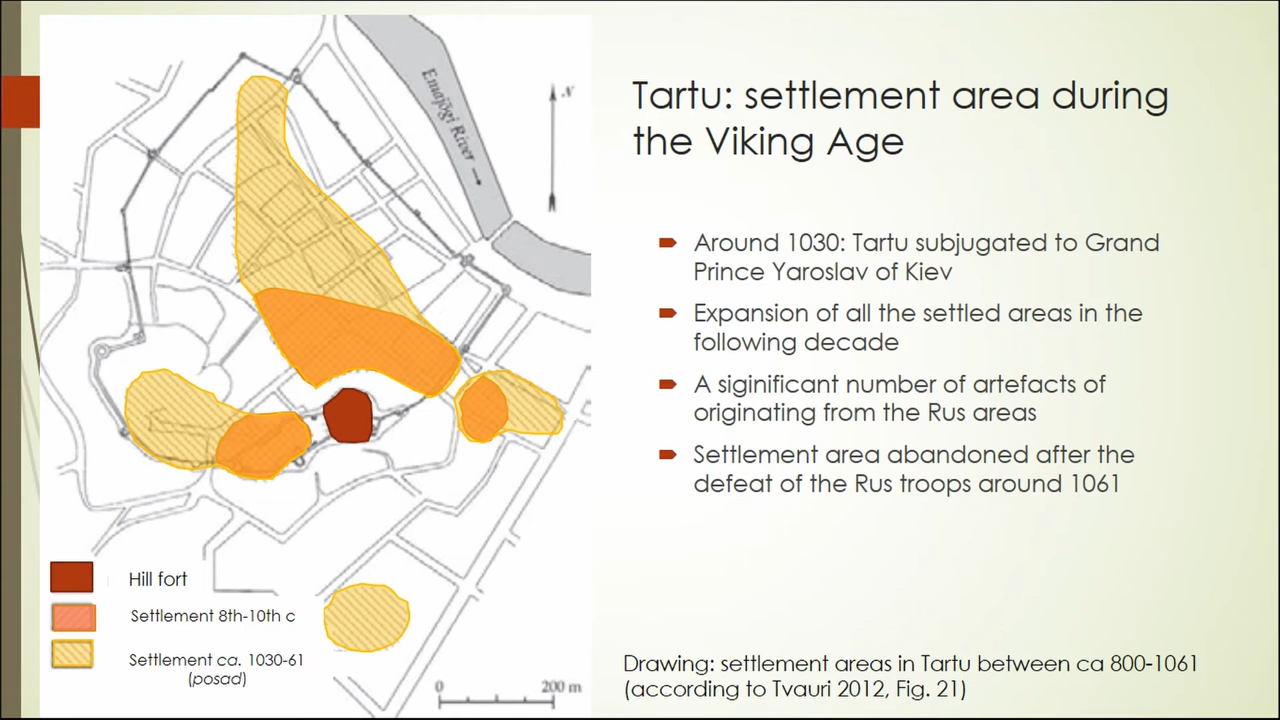 Tartu: settlement area during
the Viking Age
Around 1030: Tartu subjugated to Grand
Prince Yaroslav of Kiev
Expansion of all the settled areas in the
following decade
A siginificant number of artefacts of
originating from the Rus areas
Settlement area abandoned after the
defeat of the Rus troops around 1061
Emajõgi River
N
Hill fort
Settlement 8th-10th c
Settlement ca. 1030-61
(posad)
0 200 m
Drawing: settlement areas in Tartu between ca 800-1061
(according to Tvauri 2012, Fig. 21)